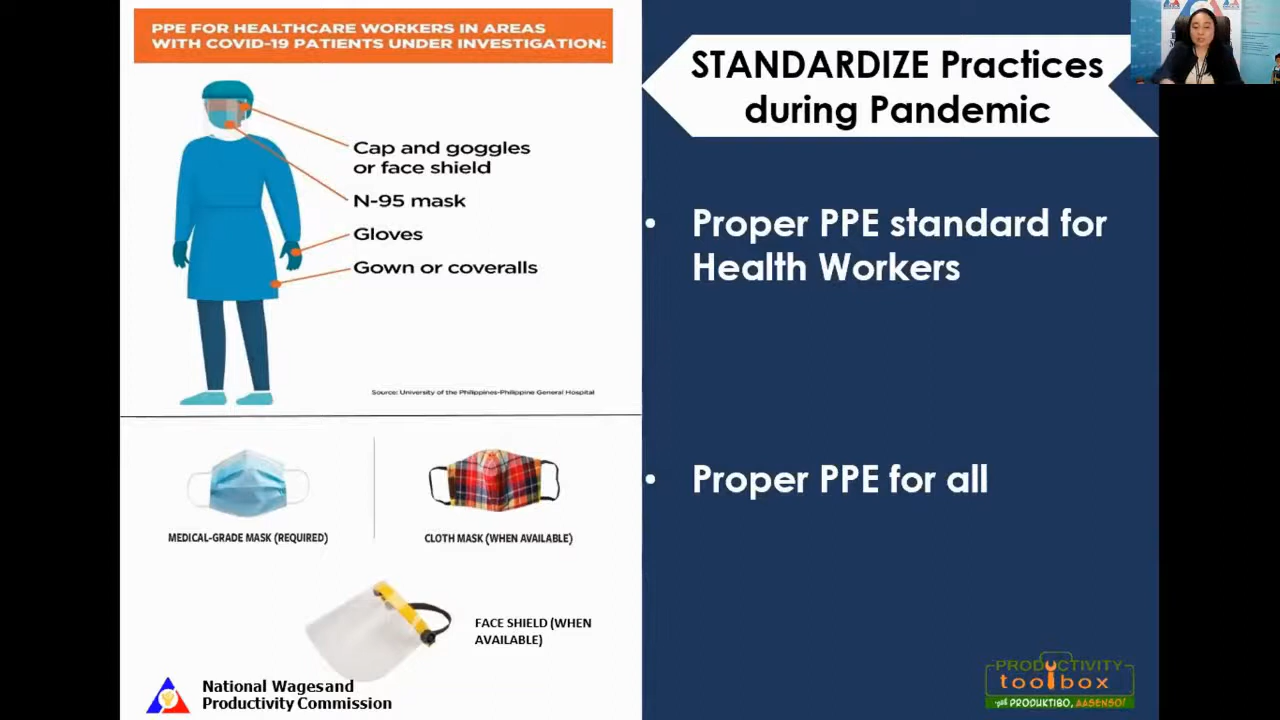 PPE FOR HEALTHCARE WORKERS IN AREAS
WITH COVID-19 PATIENTS UNDER INVESTIGATION:
Cap and goggles
or face shield
N-95 mask
Gloves
Gown or coveralls
Source: University of the Philippines-Philippine General Hospital
MEDICAL-GRADE MASK (REQUIRED)
CLOTH MASK (WHEN AVAILABLE)
FACE SHIELD (WHEN
AVAILABLE)
National Wagesand
Productivity Commission
STANDARDIZE Practices
during Pandemic
• Proper PPE standard for
Health Workers
• Proper PPE for all
PRODUCTIVITY
toolbox
PRODUKTIBO, AASENSO!